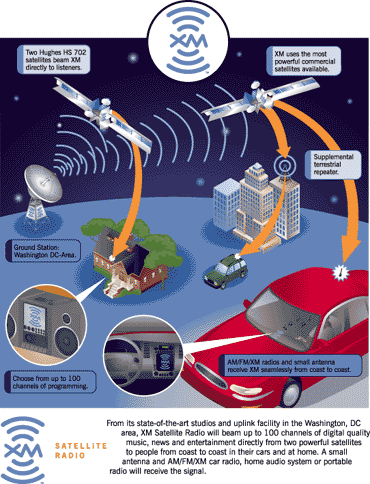 XM
Two Hughes HS 702
satellites beam XM
directly to listeners.
XM uses the most
powerful commercial
satellites available.
Supplemental
terrestrial
repeater.
Ground Station:
Washington DC-Area.
Choose from up to 100
channels of programming.
AM/FM/XM radios and small antenna
receive XM seamlessly from coast to coast.
XM
SATELLITE
RADIO
From its state-of-the-art studios and uplink facility in the Washington, DC
area, XM Satellite Radio will beam up to 100 channels of digital quality
music, news and entertainment directly from two powerful satellites
to people from coast to coast in their cars and at home. A small
antenna and AM/FM/XM car radio, home audio system or portable
radio will receive the signal.